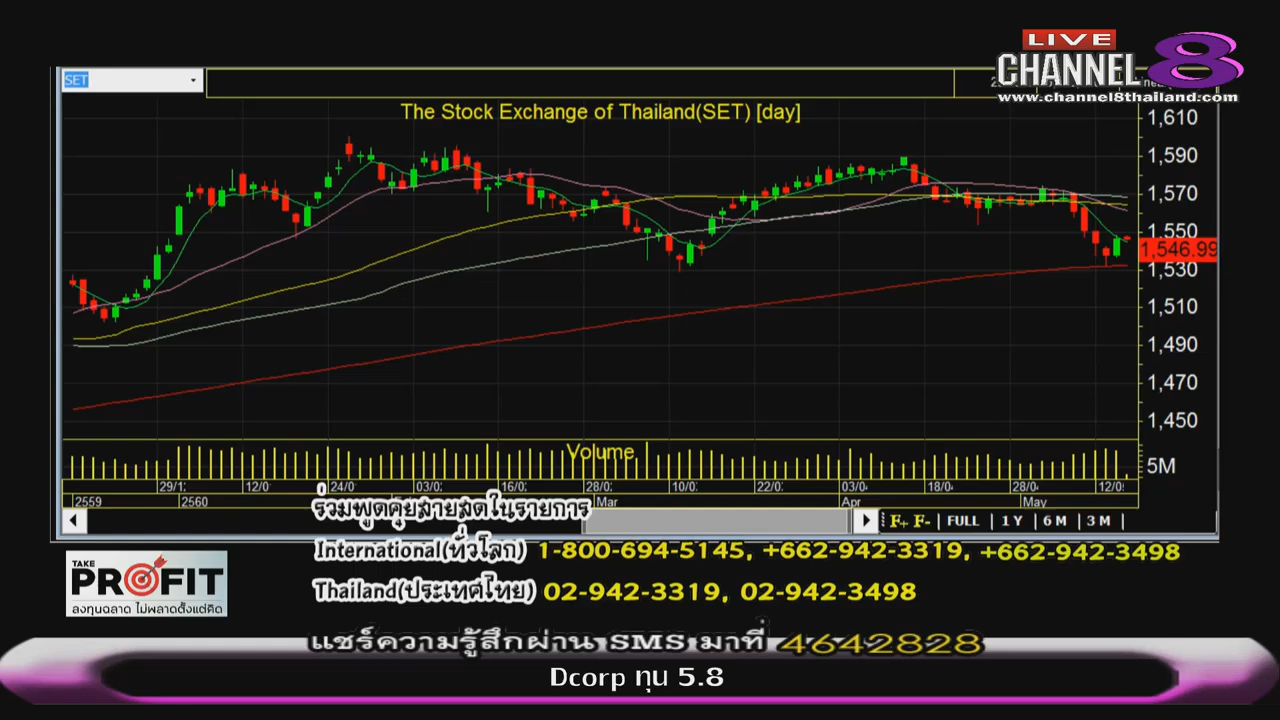 LIVE
CHANNEL 8
www.channel8thailand.com
SET
The Stock Exchange of Thailand(SET) [day]
1,610
1,590
1,570
1,550
1,546.99
1,530
1,510
1,490
1,470
1,450
Volume
5M
29/1: 12/0 24/0 03/0: 16/0: 28/0: 10/0: 22/0: 03/0 18/0 28/0 12/0
2559 2560 Mar Apr May
F+ F- FULL 1 Y 6 M 3 M
ร่วมพูดคุยสายสดในรายการ
International(ทั่วโลก) 1-800-694-5145, +662-942-3319, +662-942-3498
TAKE
PROFIT
ลงทุนฉลาด ไม่พลาดตั้งแต่คิด
Thailand(ประเทศไทย) 02-942-3319, 02-942-3498
แชร์ความรู้สึกผ่าน SMS มาที่ 4642828
Dcorp ทุน 5.8